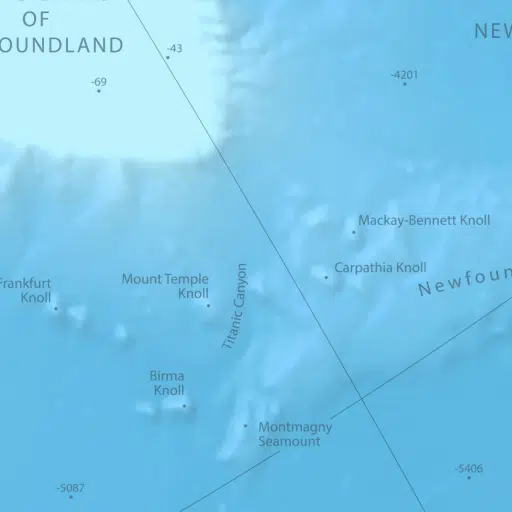 OF
OUNDLAND
-43
-69
NEW
-4201
Mackay-Bennett Knoll
Carpathia Knoll
Newfoun
Frankfurt
Knoll
Mount Temple
Knoll
Titanic Canyon
Birma
Knoll
Montmagny
Seamount
-5087
-5406